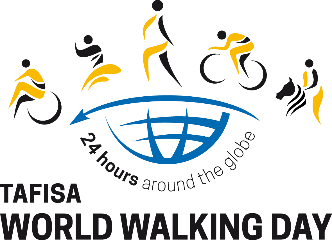 24 hours around the globe
TAFISA
WORLD WALKING DAY